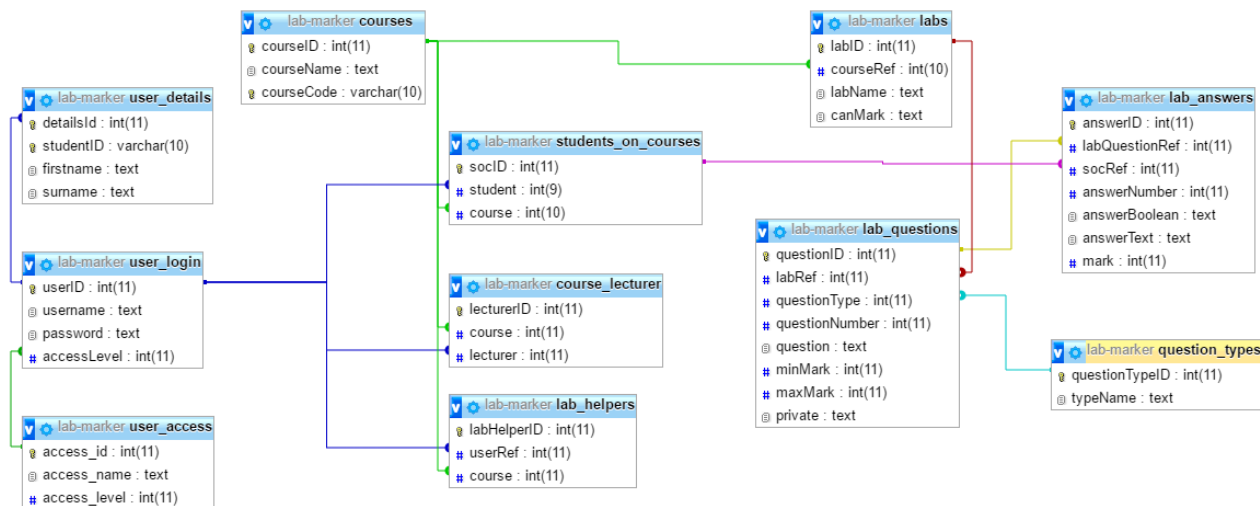 lab-marker courses
courseID : int(11)
courseName : text
courseCode : varchar(10)
lab-marker labs
labID : int(11)
courseRef : int(10)
labName : text
canMark : text
lab-marker user_details
detailsId : int(11)
studentID : varchar(10)
firstname : text
surname : text
lab-marker lab_answers
answerID : int(11)
labQuestionRef : int(11)
socRef : int(11)
answerNumber : int(11)
answerBoolean : text
answerText : text
mark : int(11)
lab-marker students_on_courses
socID : int(11)
student : int(9)
course : int(10)
lab-marker lab_questions
questionID : int(11)
labRef : int(11)
questionType : int(11)
questionNumber : int(11)
question : text
minMark : int(11)
maxMark : int(11)
private : text
lab-marker user_login
userID : int(11)
username : text
password : text
accessLevel : int(11)
lab-marker course_lecturer
lecturerID : int(11)
course : int(11)
lecturer : int(11)
lab-marker question_types
questionTypeID : int(11)
typeName : text
lab-marker lab_helpers
labHelperID : int(11)
userRef : int(11)
course : int(11)
lab-marker user_access
access_id : int(11)
access_name : text
access_level : int(11)